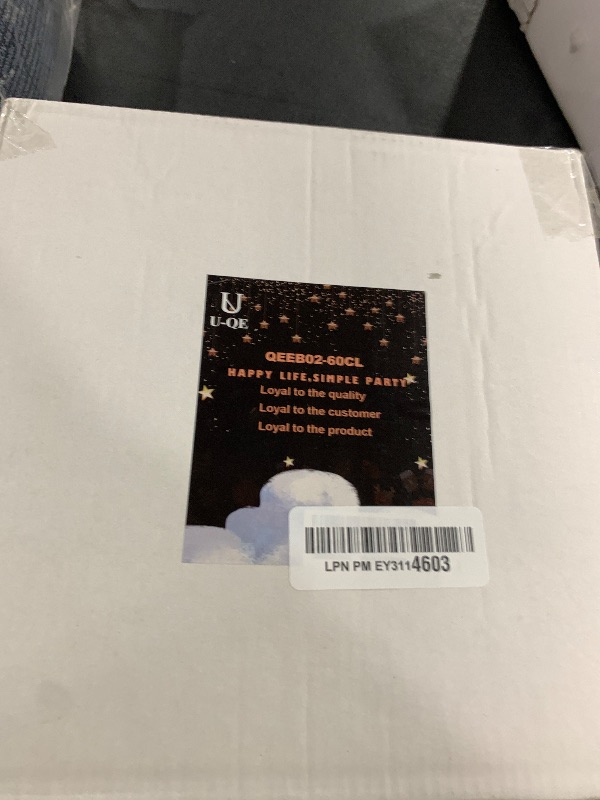 U
U-QE
QEEB02-60CL
HAPPY LIFE.SIMPLE PARTY
Loyal to the quality
Loyal to the customer
Loyal to the product
LPN PM EY3114603